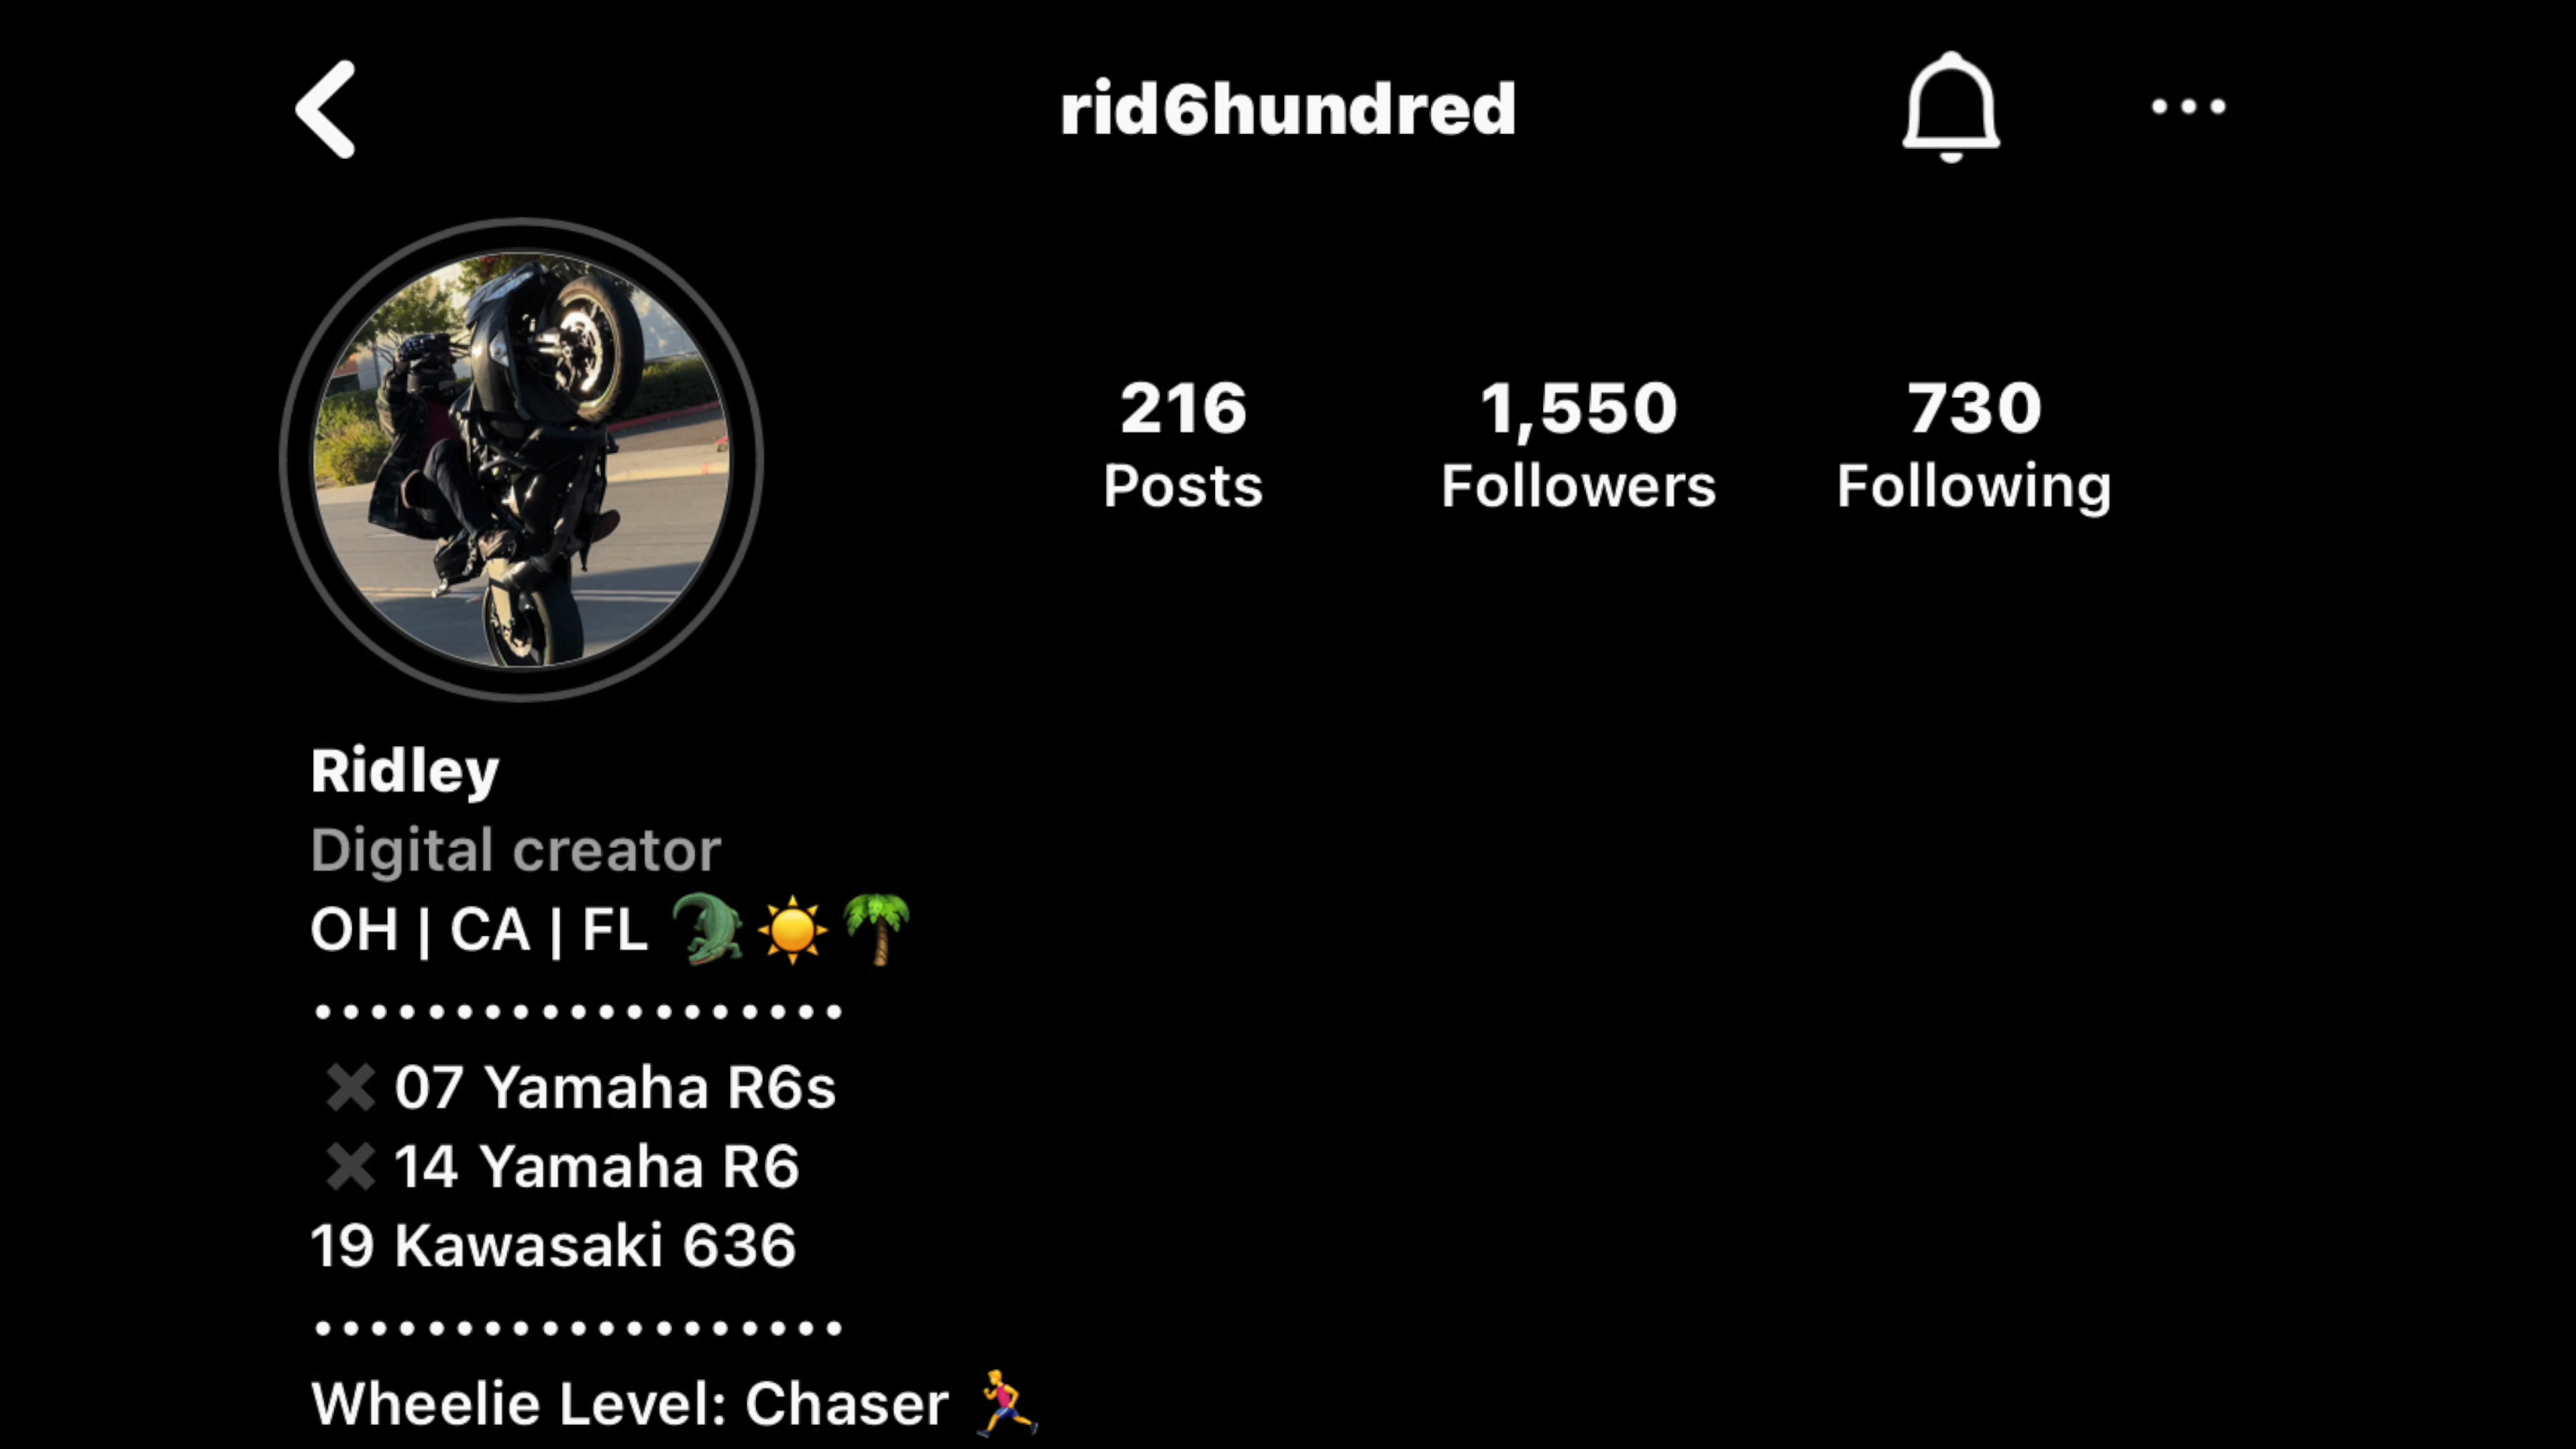 rid6hundred
216 1,550 730
Posts Followers Following
Ridley
Digital creator
OH | CA | FL 🐊☀️🌴
•••••••••••••••••••
✖️07 Yamaha R6s
✖️14 Yamaha R6
19 Kawasaki 636
•••••••••••••••••••
Wheelie Level: Chaser 🏃